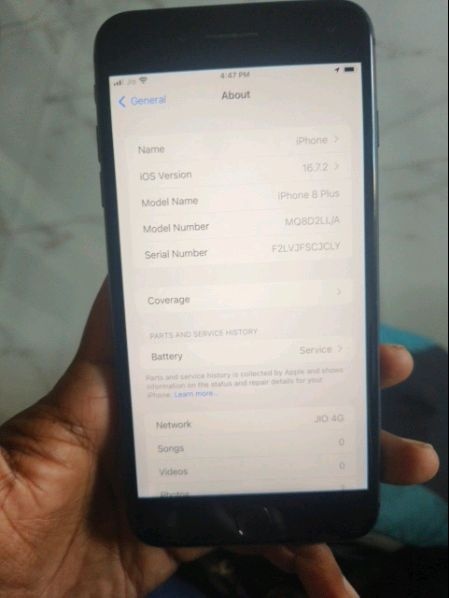 Jio
4:47 PM
General
About
Name iPhone
iOS Version 16.7.2
Model Name iPhone 8 Plus
Model Number MQ8D2LL/A
Serial Number F2LVJFSCJCLY
Coverage
PARTS AND SERVICE HISTORY
Battery Service
Parts and service history is collected by Apple and shows
information on the status and repair details for your
iPhone. Learn more...
Network JIO 4G
Songs 0
Videos 0
Photos